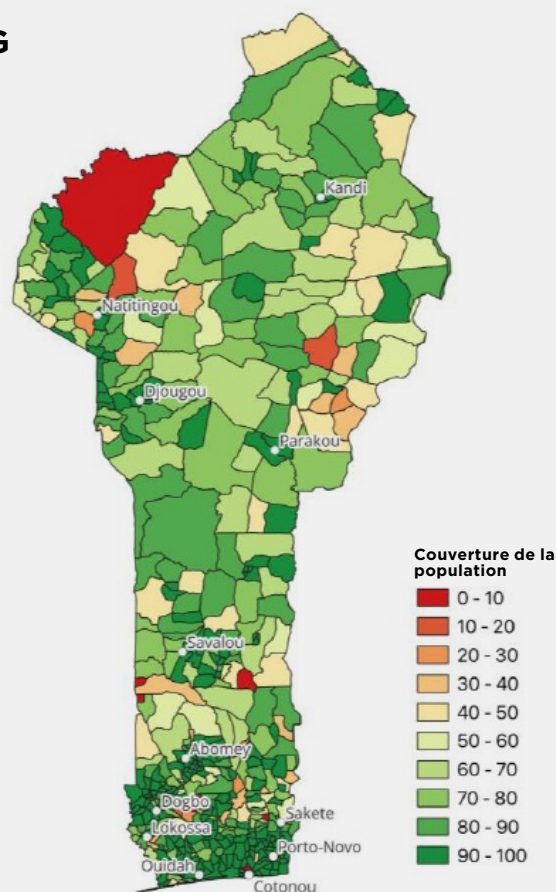 G
Kandi
Natitingou
Djougou
Parakou
Couverture de la
population
0 - 10
10 - 20
20 - 30
30 - 40
40 - 50
50 - 60
60 - 70
70 - 80
80 - 90
90 - 100
Savalou
Abomey
Dogbo
Sakete
Lokossa
Porto-Novo
Ouidah
Cotonou